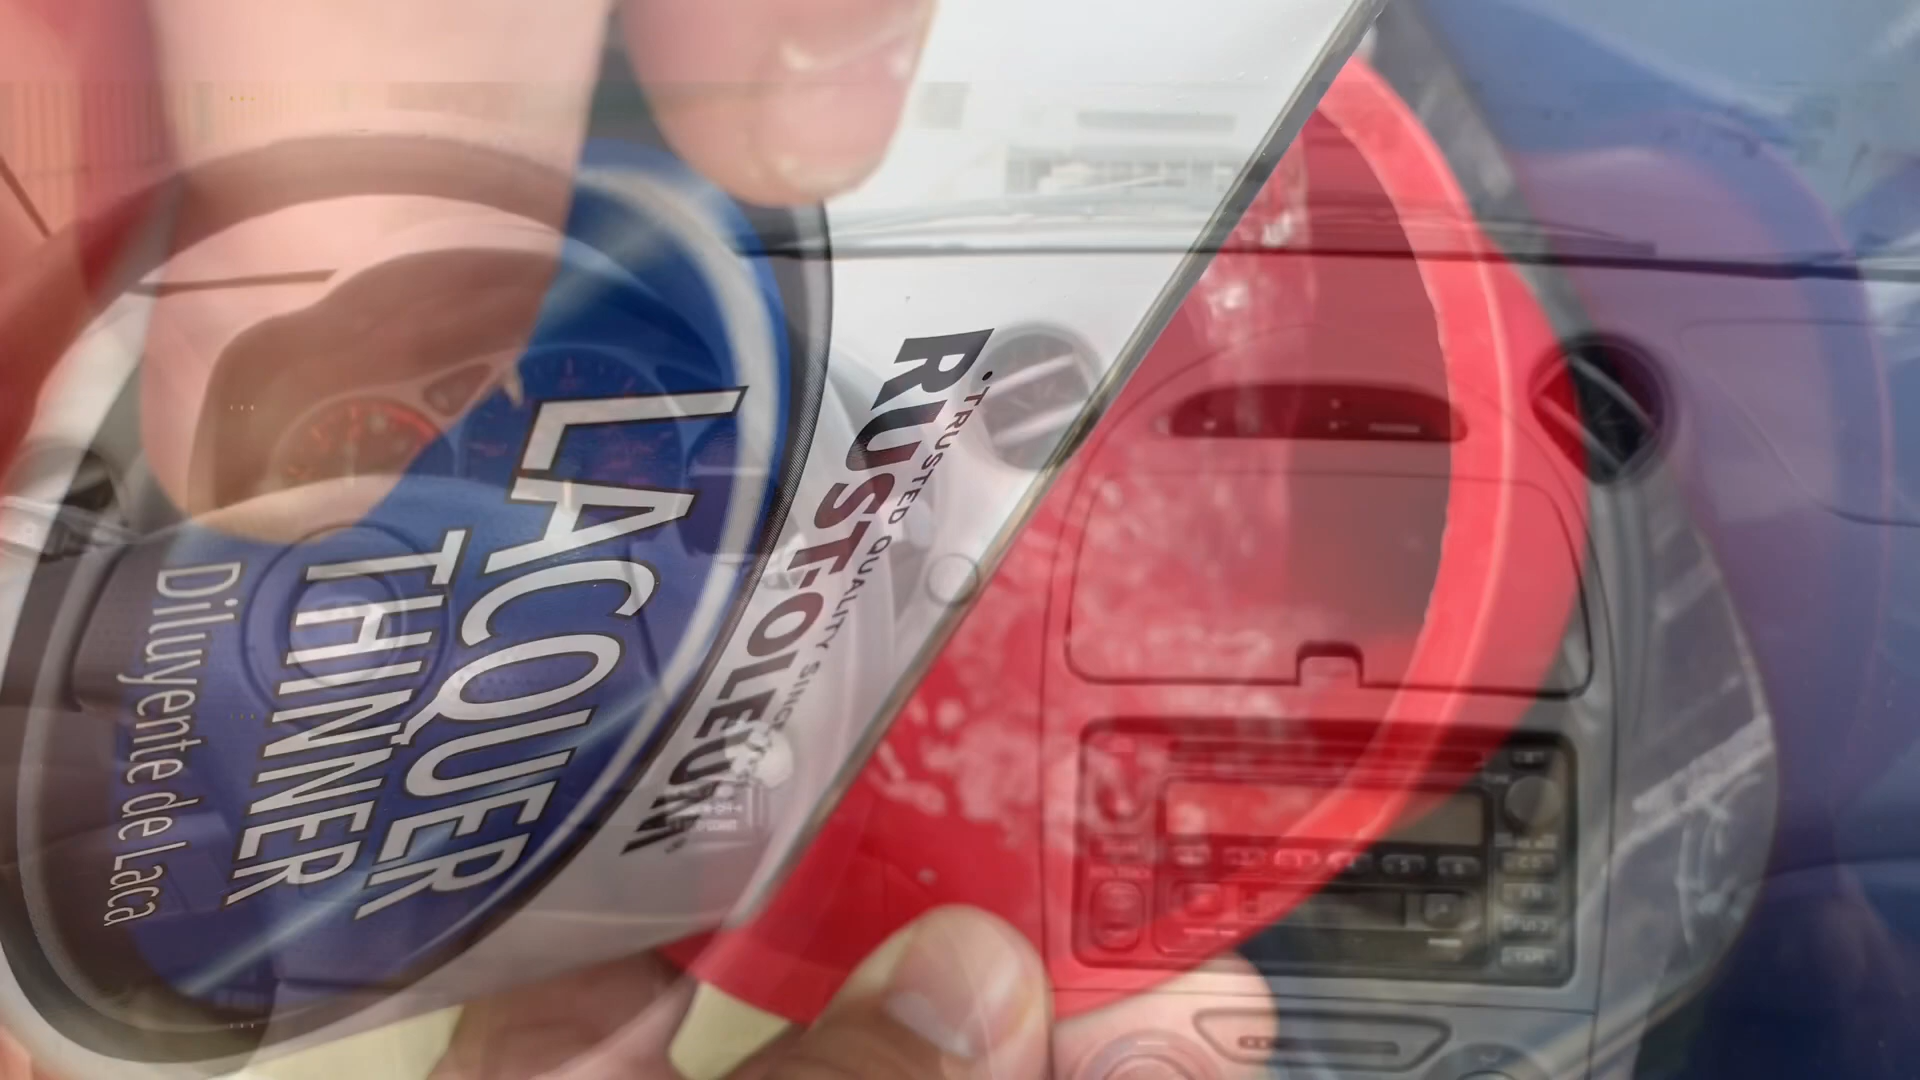 • TRUSTED QUALITY SINCE
RUST-OLEUM®
LACQUER
THINNER
Diluyente de Laca